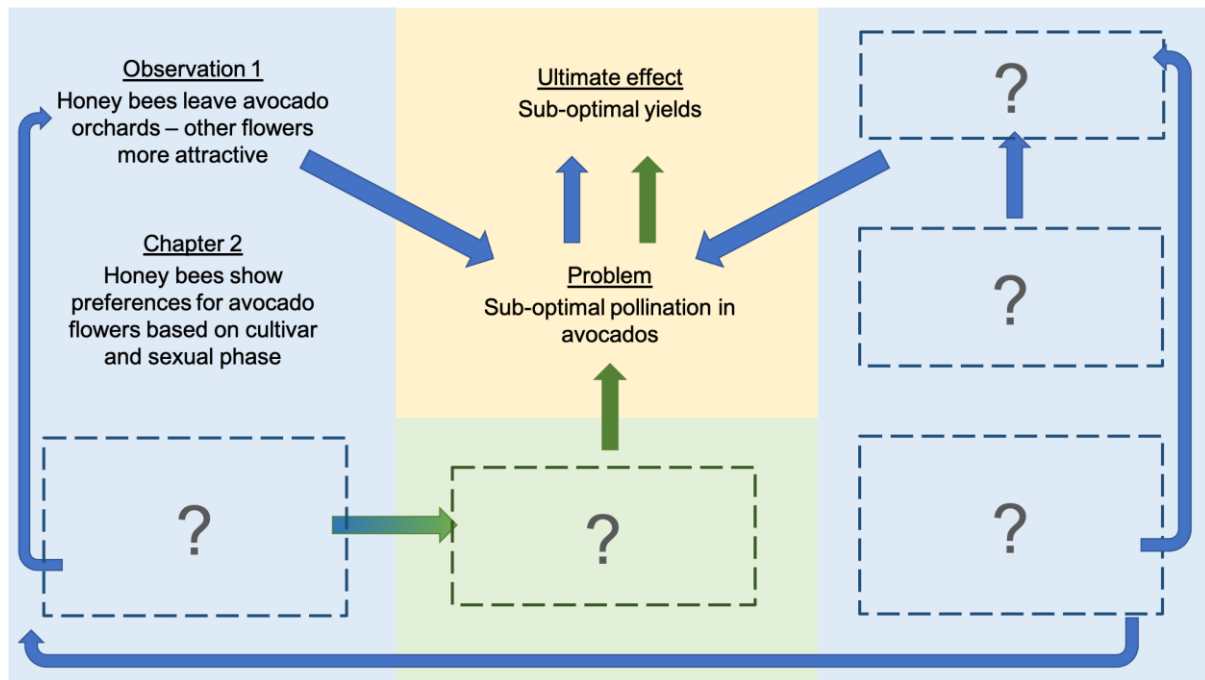 Observation 1
Honey bees leave avocado
orchards – other flowers
more attractive
Chapter 2
Honey bees show
preferences for avocado
flowers based on cultivar
and sexual phase
?
Ultimate effect
Sub-optimal yields
Problem
Sub-optimal pollination in
avocados
?
?
?
?